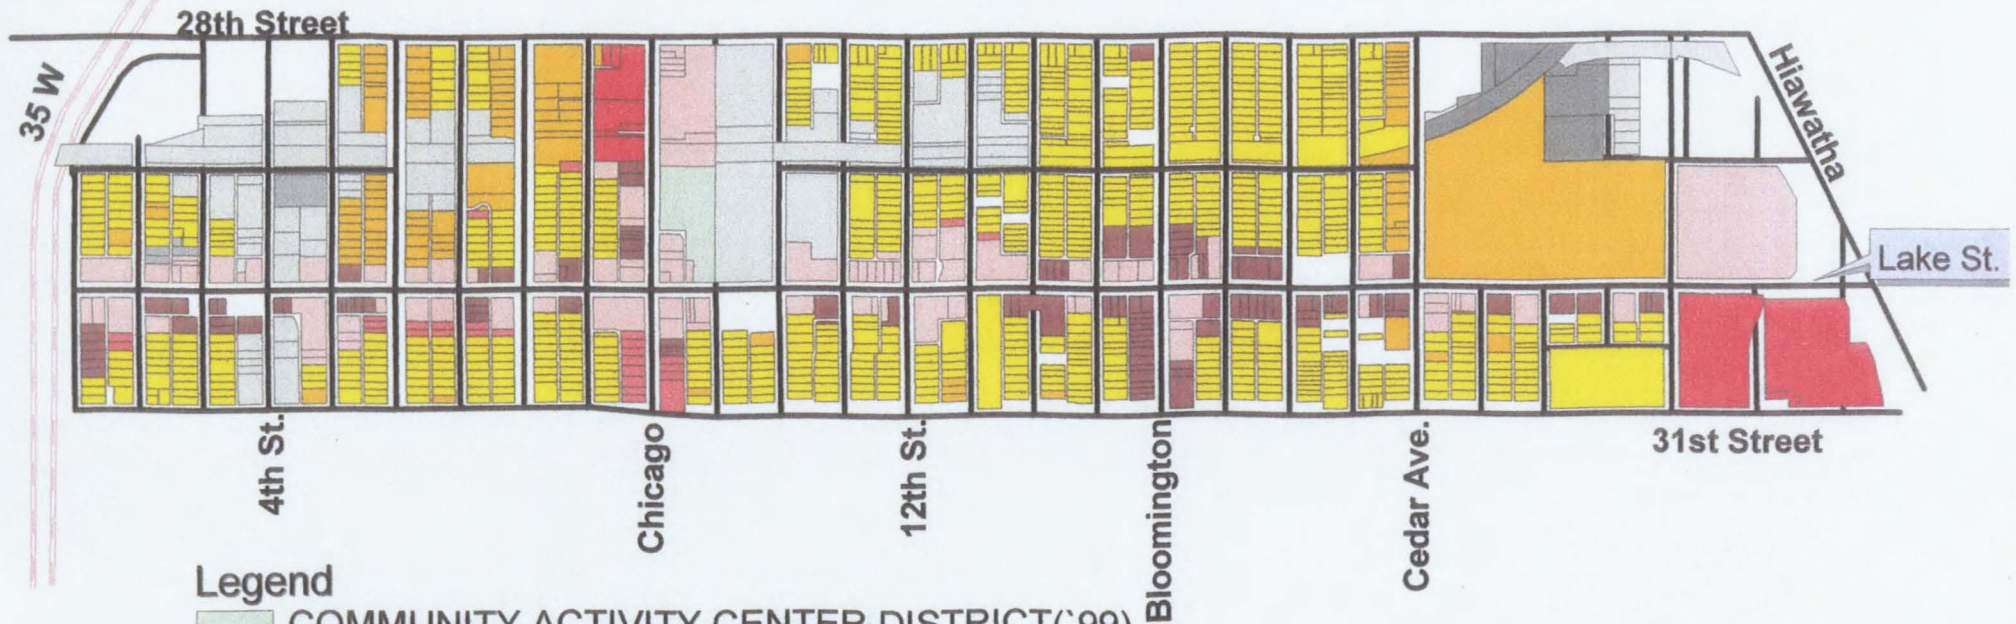 28th Street
35 W
Hiawatha
Lake St.
4th St.
Chicago
12th St.
Bloomington
Cedar Ave.
31st Street
Legend
COMMUNITY ACTIVITY CENTER DISTRICT(`99)